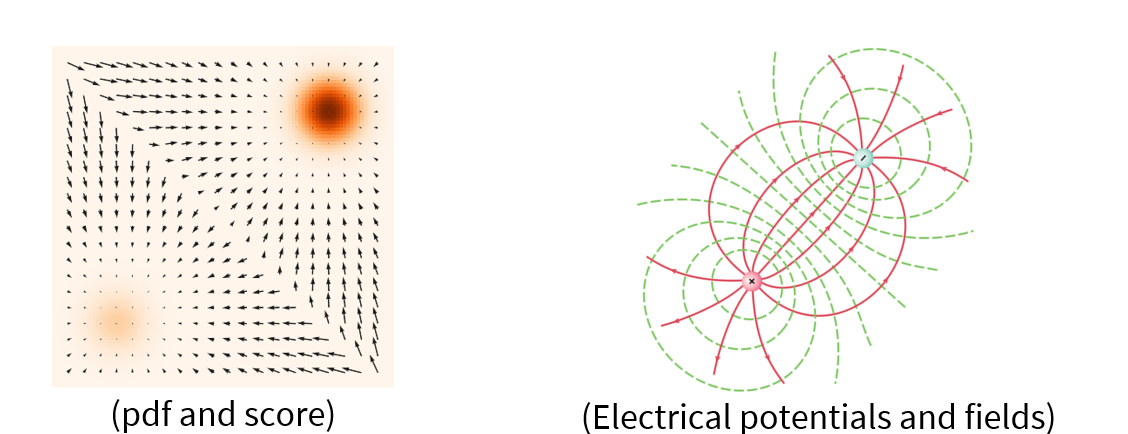 (pdf and score)
(Electrical potentials and fields)